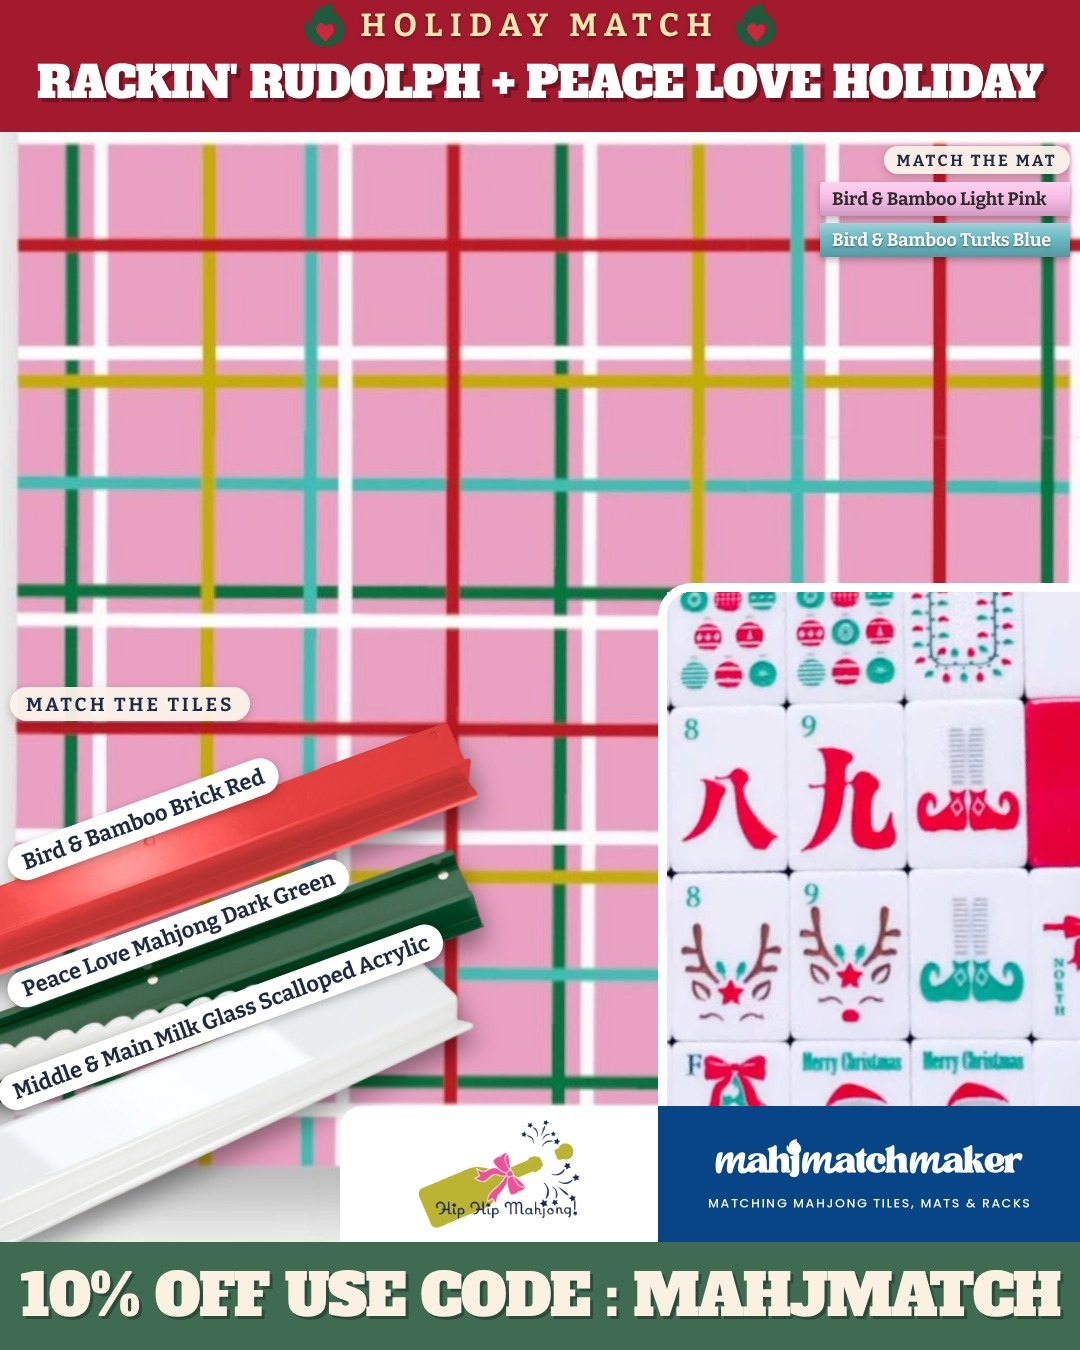 HOLIDAY MATCH
RACKIN' RUDOLPH + PEACE LOVE HOLIDAY
MATCH THE MAT
Bird & Bamboo Light Pink
Bird & Bamboo Turks Blue
MATCH THE TILES
Bird & Bamboo Brick Red
Peace Love Mahjong Dark Green
Middle & Main Milk Glass Scalloped Acrylic
8
9
八
九
8
9
NORTH
F
Merry Christmas
Merry Christmas
Hip Hip Mahjong!
mahjmatchmaker
MATCHING MAHJONG TILES, MATS & RACKS
10% OFF USE CODE : MAHJMATCH